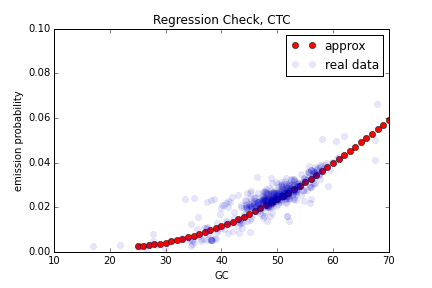 Regression Check, CTC
0.10
0.08
0.06
0.04
0.02
0.00
emission probability
approx
real data
10 20 30 40 50 60 70
GC